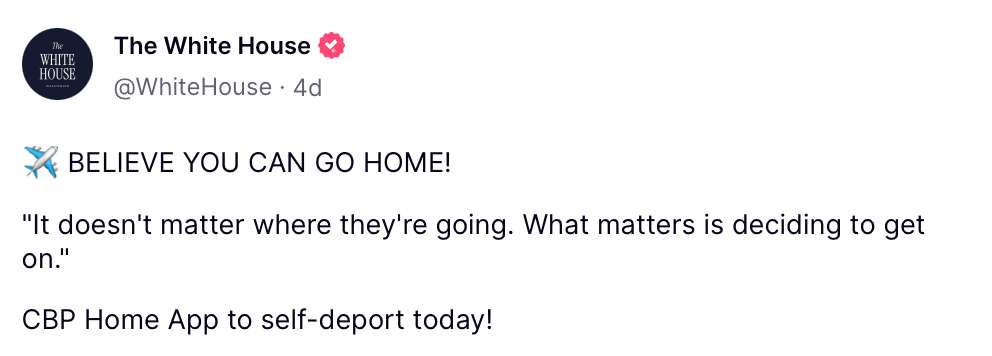 The
WHITE
HOUSE
The White House
@WhiteHouse · 4d
✈️ BELIEVE YOU CAN GO HOME!
"It doesn't matter where they're going. What matters is deciding to get
on."
CBP Home App to self-deport today!